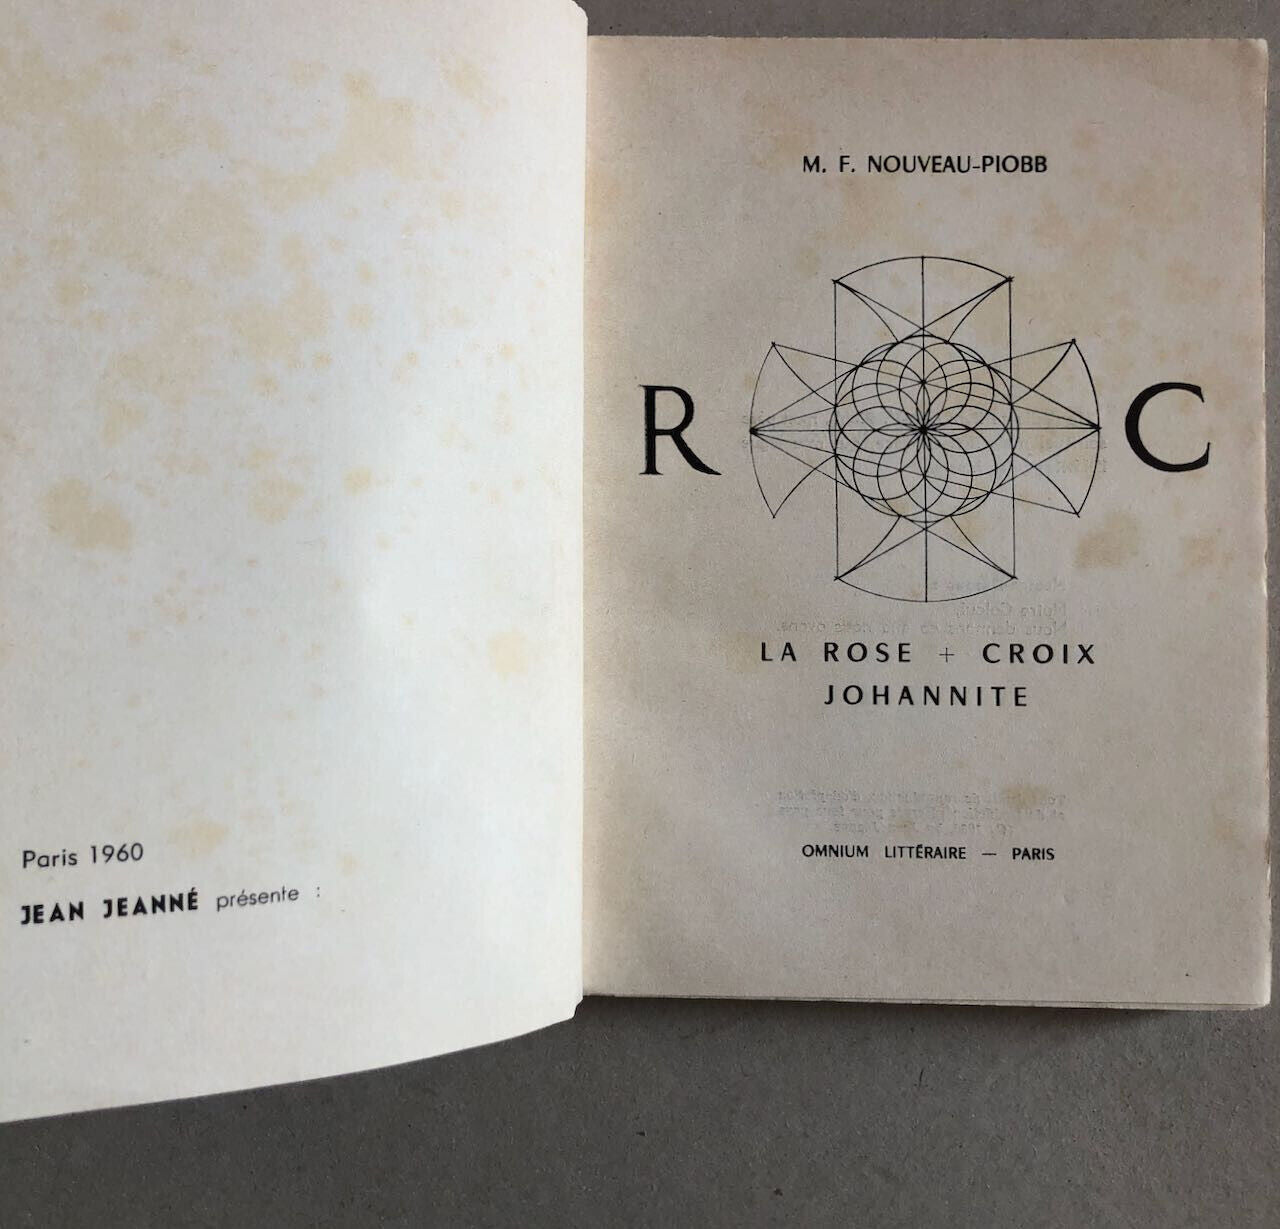 Paris 1960
JEAN JEANNÉ présente :
M. F. NOUVEAU-PIOBB
R C
LA ROSE + CROIX
JOHANNITE
OMNIUM LITTÉRAIRE — PARIS